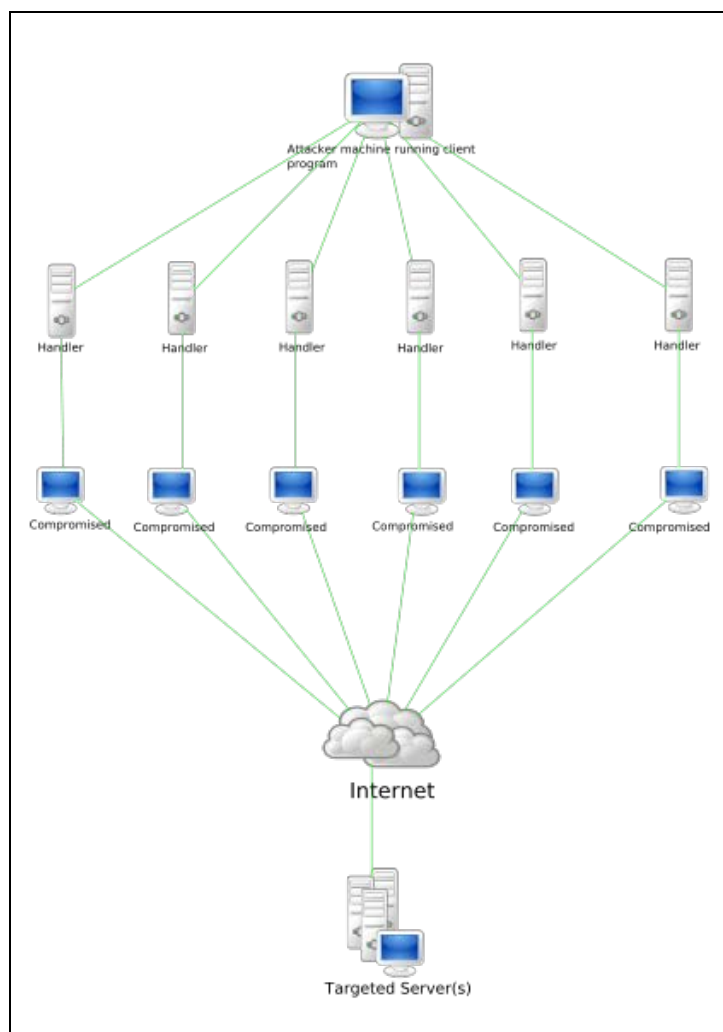 Attacker machine running client
program
Handler
Handler
Handler
Handler
Handler
Handler
Compromised
Compromised
Compromised
Compromised
Compromised
Compromised
Internet
Targeted Server(s)